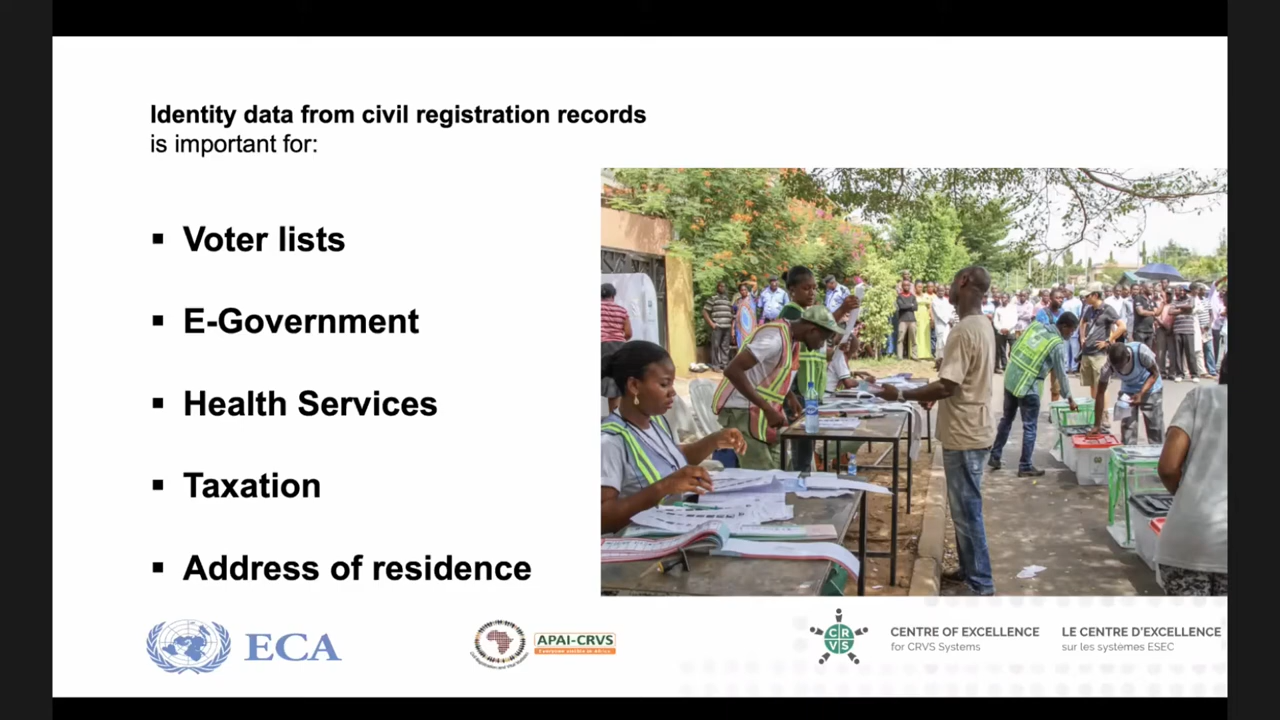 Identity data from civil registration records
is important for:
▪ Voter lists
▪ E-Government
▪ Health Services
▪ Taxation
▪ Address of residence
ECA
APAI-CRVS
CRVS
CENTRE OF EXCELLENCE
for CRVS Systems
LE CENTRE D'EXCELLENCE
sur les systèmes ESEC